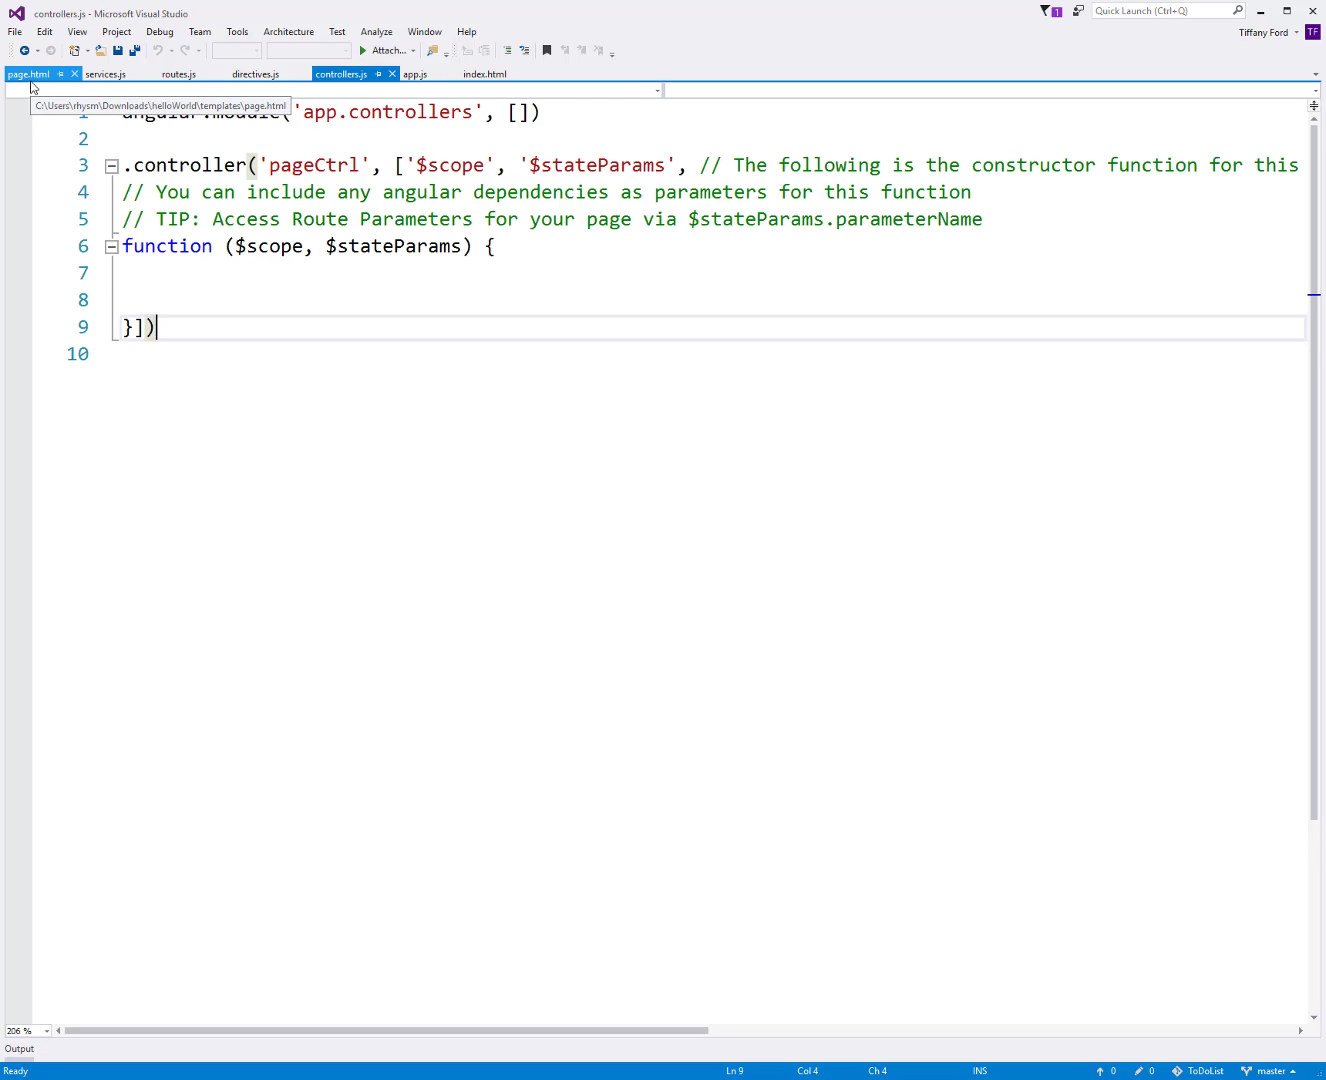 controllers.js - Microsoft Visual Studio
1
Quick Launch (Ctrl+Q)
File Edit View Project Debug Team Tools Architecture Test Analyze Window Help
Tiffany Ford TF
Attach...
page.html services.js routes.js directives.js controllers.js app.js index.html
C:\Users\rhysm\Downloads\helloWorld\templates\page.html
1 angular.module('app.controllers', [])
2
3 .controller('pageCtrl', ['$scope', '$stateParams', // The following is the constructor function for this
4 // You can include any angular dependencies as parameters for this function
5 // TIP: Access Route Parameters for your page via $stateParams.parameterName
6 function ($scope, $stateParams) {
7
8
9 }])
10
206 %
Output
Ready Ln 9 Col 4 Ch 4 INS 0 0 ToDoList master